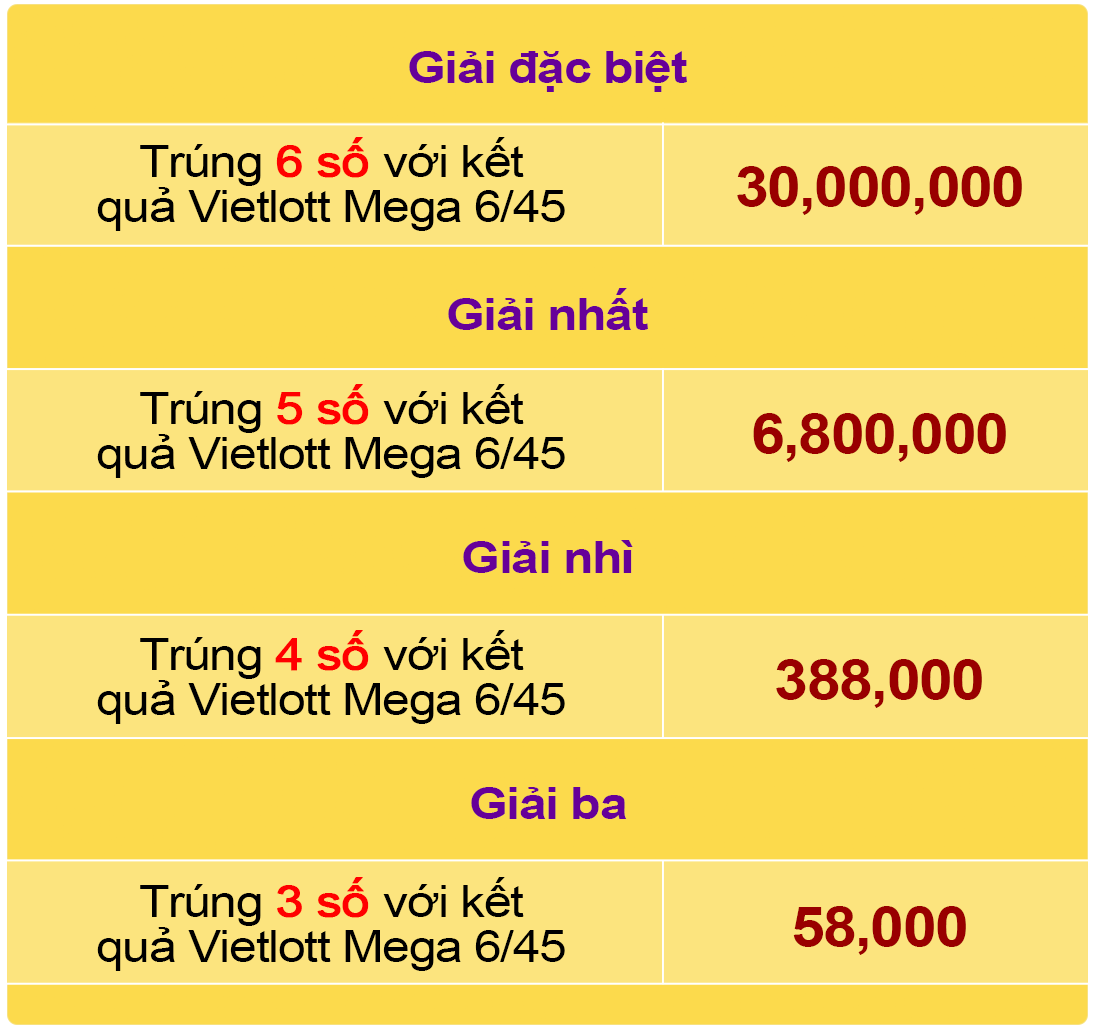 Giải đặc biệt
Trúng 6 số với kết
quả Vietlott Mega 6/45
30,000,000
Giải nhất
Trúng 5 số với kết
quả Vietlott Mega 6/45
6,800,000
Giải nhì
Trúng 4 số với kết
quả Vietlott Mega 6/45
388,000
Giải ba
Trúng 3 số với kết
quả Vietlott Mega 6/45
58,000